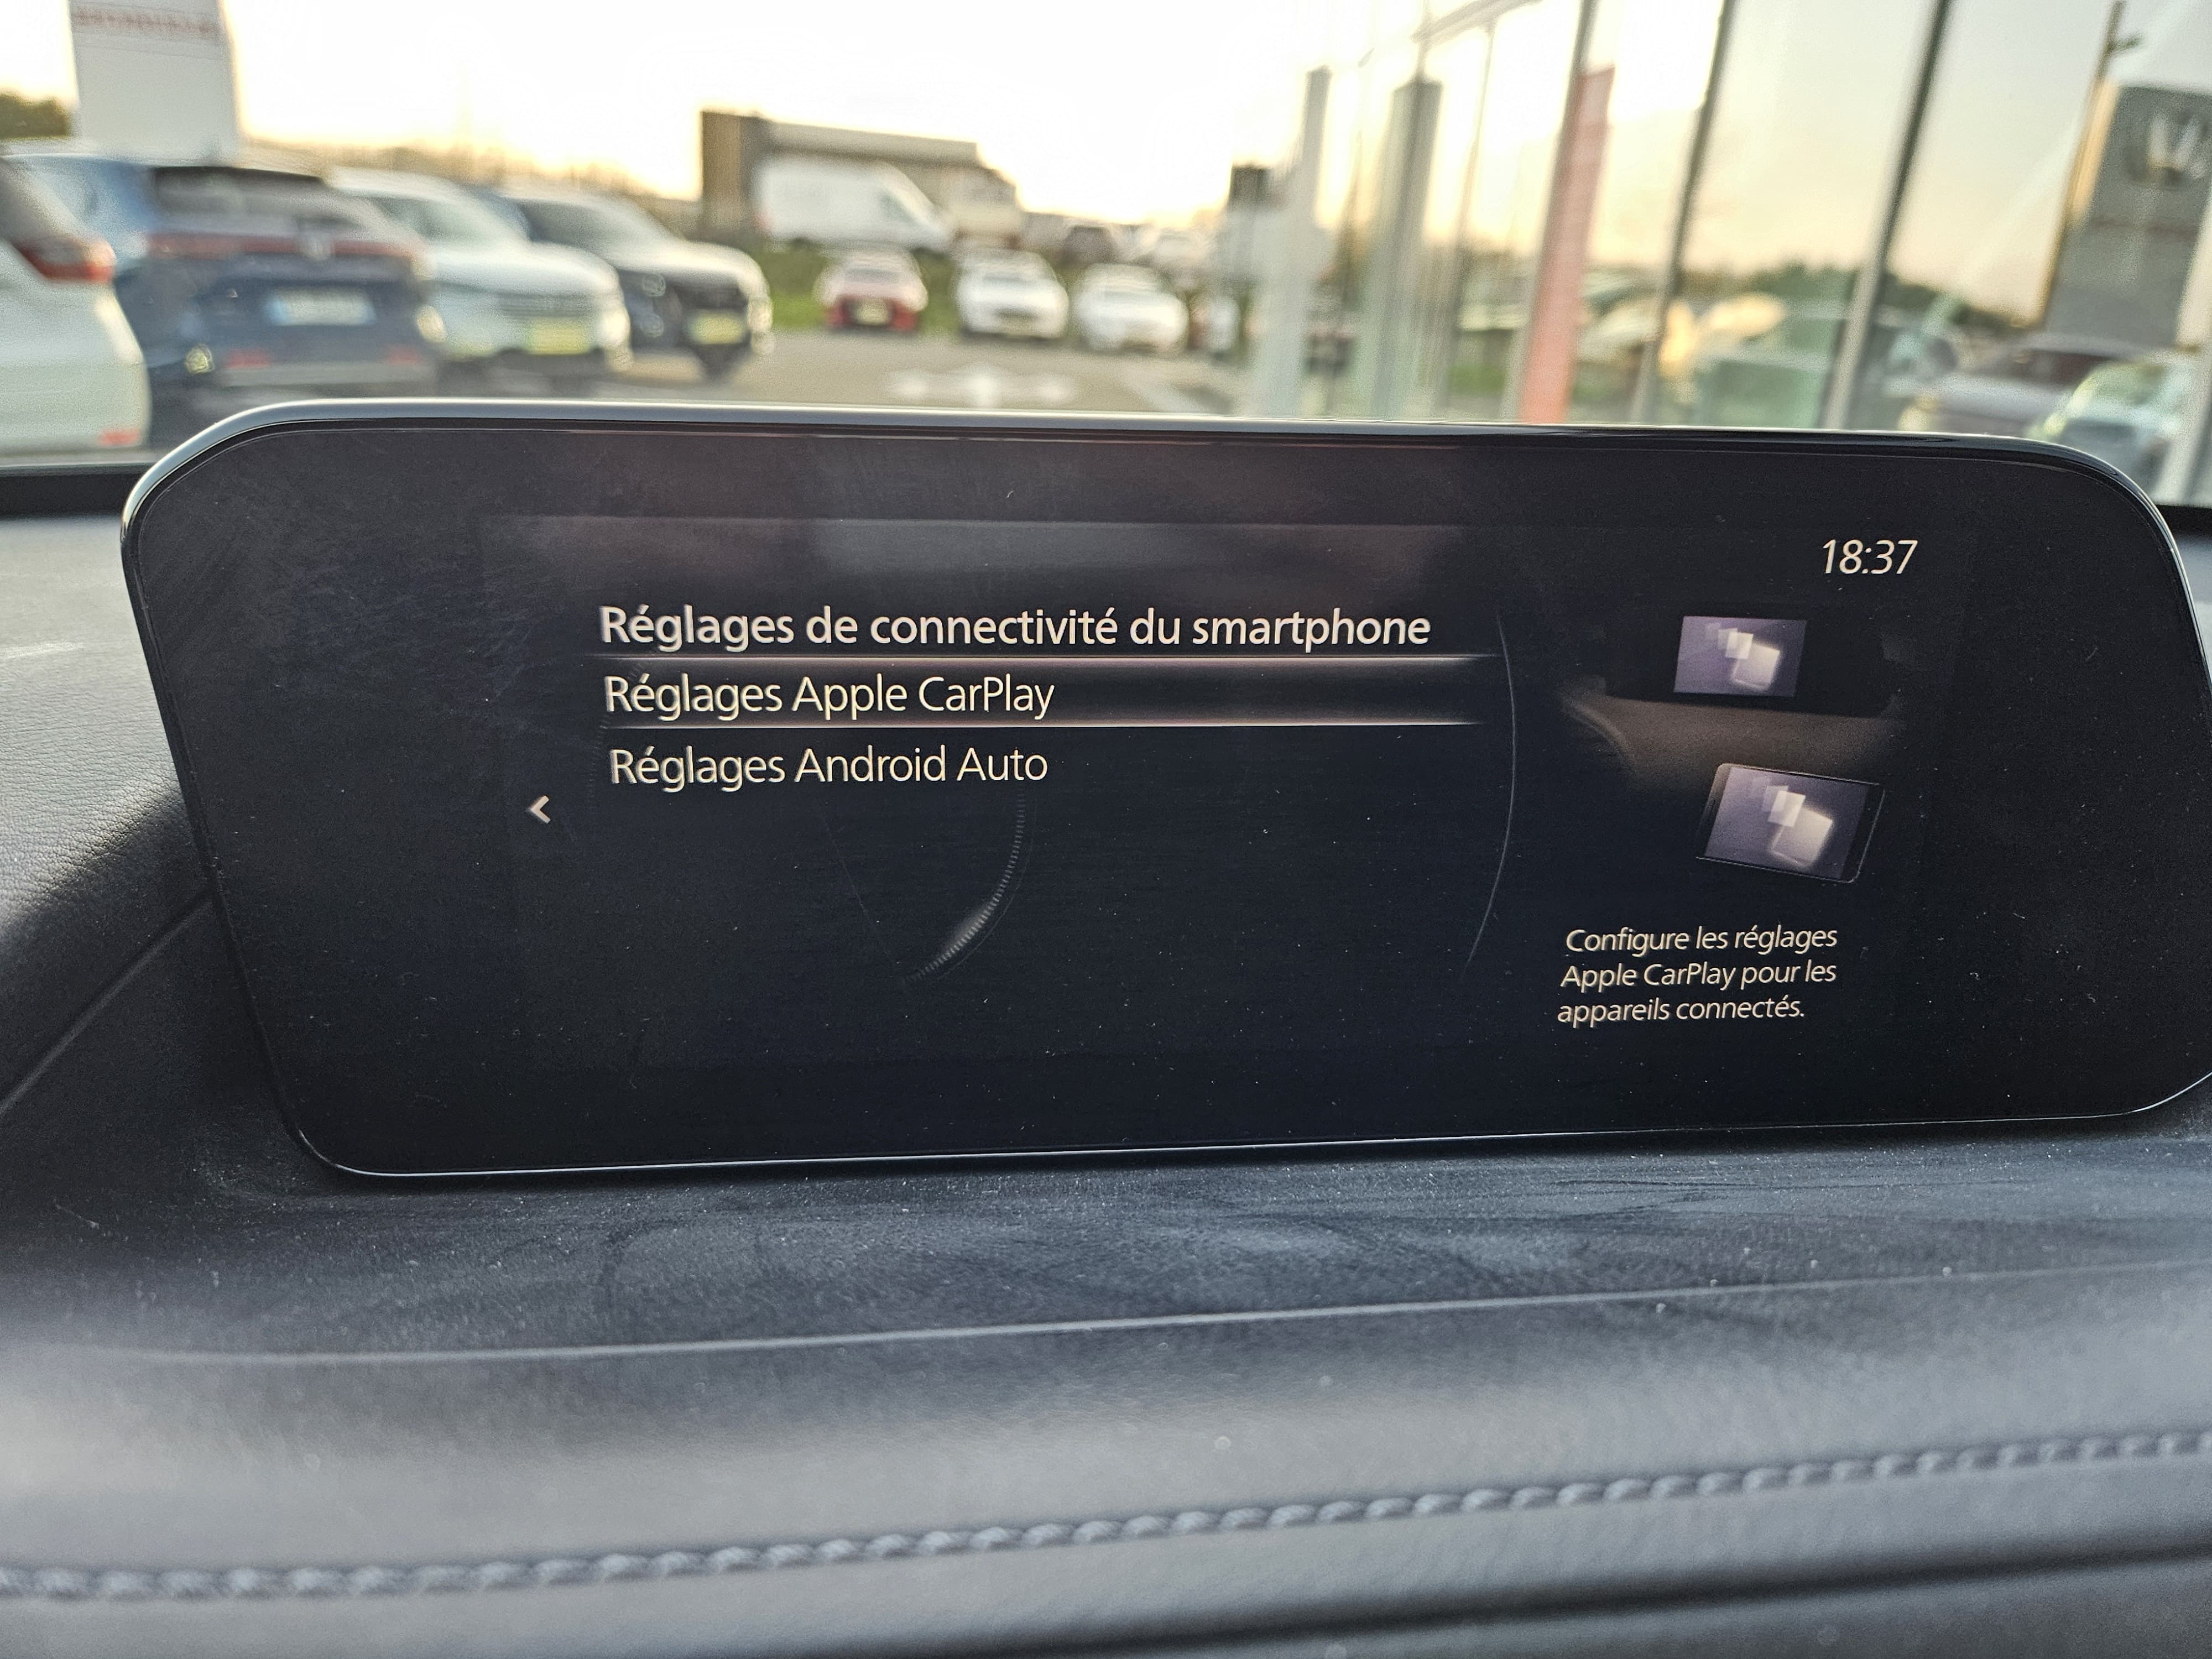 18:37
Réglages de connectivité du smartphone
Réglages Apple CarPlay
Réglages Android Auto
Configure les réglages
Apple CarPlay pour les
appareils connectés.